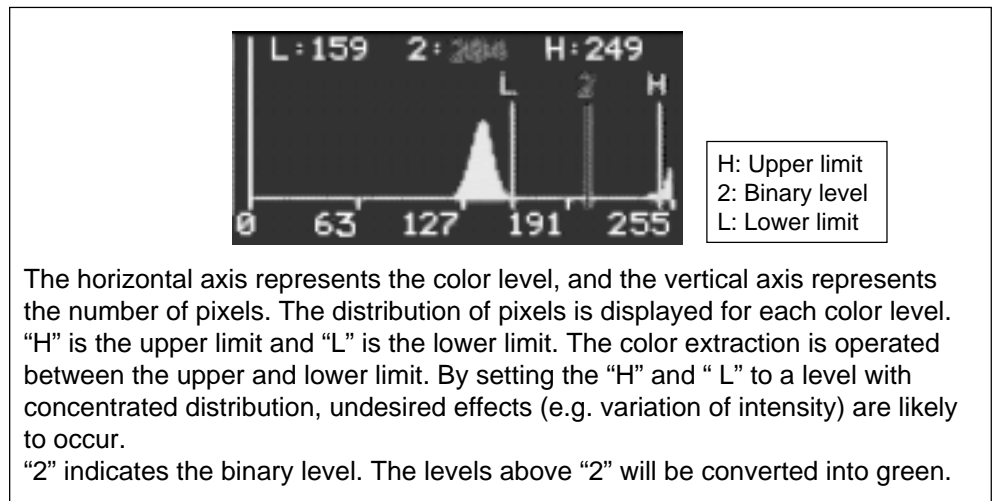 L:159 2:204 H:249
L 2 H
0 63 127 191 255
H: Upper limit
2: Binary level
L: Lower limit
The horizontal axis represents the color level, and the vertical axis represents
the number of pixels. The distribution of pixels is displayed for each color level.
“H” is the upper limit and “L” is the lower limit. The color extraction is operated
between the upper and lower limit. By setting the “H” and “ L” to a level with
concentrated distribution, undesired effects (e.g. variation of intensity) are likely
to occur.
“2” indicates the binary level. The levels above “2” will be converted into green.